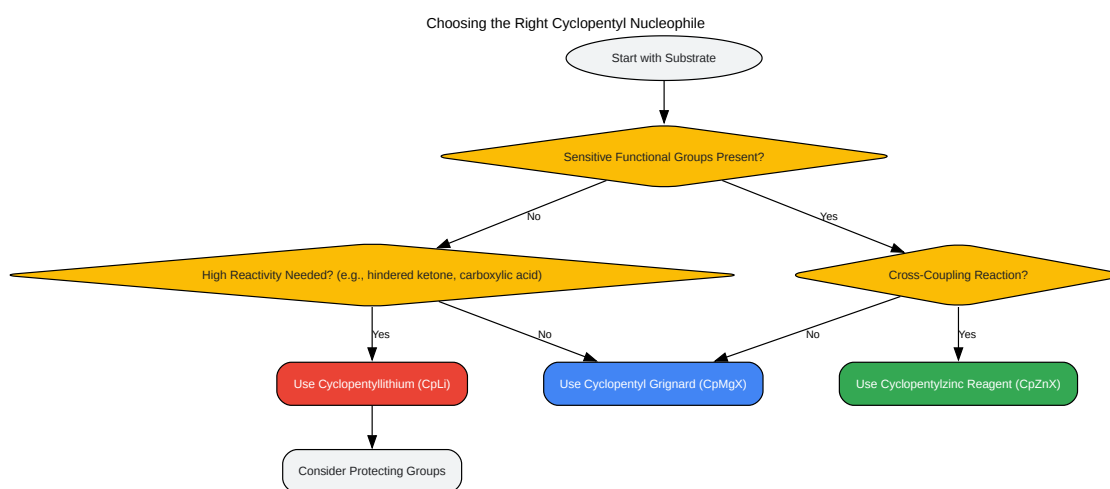 Choosing the Right Cyclopentyl Nucleophile
Start with Substrate
Sensitive Functional Groups Present?
No
Yes
High Reactivity Needed? (e.g., hindered ketone, carboxylic acid)
Cross-Coupling Reaction?
Yes
No
No
Yes
Use Cyclopentyllithium (CpLi)
Use Cyclopentyl Grignard (CpMgX)
Use Cyclopentylzinc Reagent (CpZnX)
Consider Protecting Groups